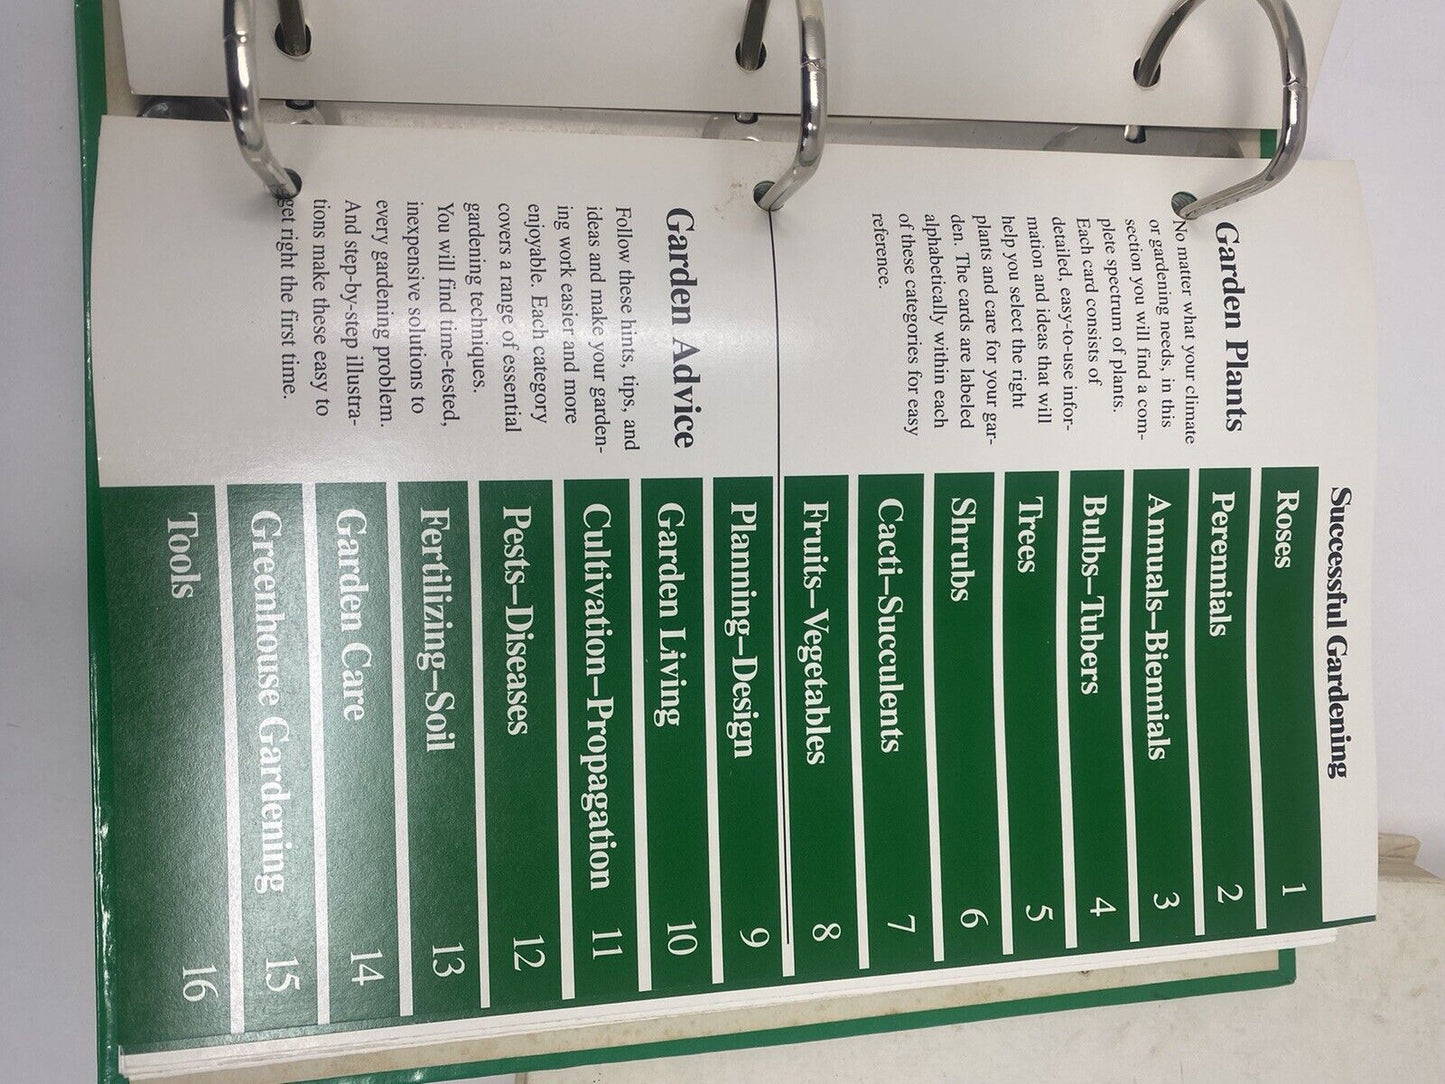 Successful Gardening
Garden Plants
No matter what your climate
or gardening needs, in this
section you will find a com-
plete spectrum of plants.
Each card consists of
detailed, easy-to-use infor-
mation and ideas that will
help you select the right
plants and care for your gar-
den. The cards are labeled
alphabetically within each
of these categories for easy
reference.
Roses 1
Perennials 2
Annuals–Biennials 3
Bulbs–Tubers 4
Trees 5
Shrubs 6
Cacti–Succulents 7
Fruits–Vegetables 8
Garden Advice
Follow these hints, tips, and
ideas and make your garden-
ing work easier and more
enjoyable. Each category
covers a range of essential
gardening techniques.
You will find time-tested,
inexpensive solutions to
every gardening problem.
And step-by-step illustra-
tions make these easy to
get right the first time.
Planning–Design 9
Garden Living 10
Cultivation–Propagation 11
Pests–Diseases 12
Fertilizing–Soil 13
Garden Care 14
Greenhouse Gardening 15
Tools 16